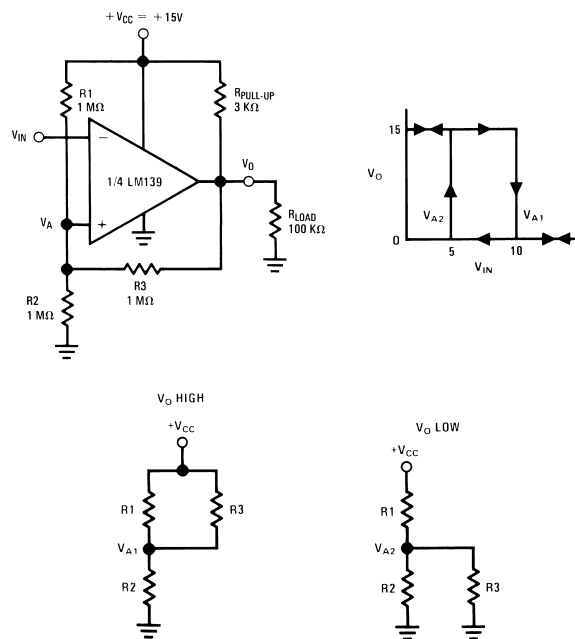 +VCC = +15V
R1
1 MΩ
RPULL-UP
3 KΩ
VIN
−
1/4 LM139
VO
VA
+
RLOAD
100 KΩ
R3
1 MΩ
R2
1 MΩ
15
VO
VA2
VA1
0
5
10
VIN
VO HIGH
+VCC
R1
R3
VA1
R2
VO LOW
+VCC
R1
VA2
R2
R3